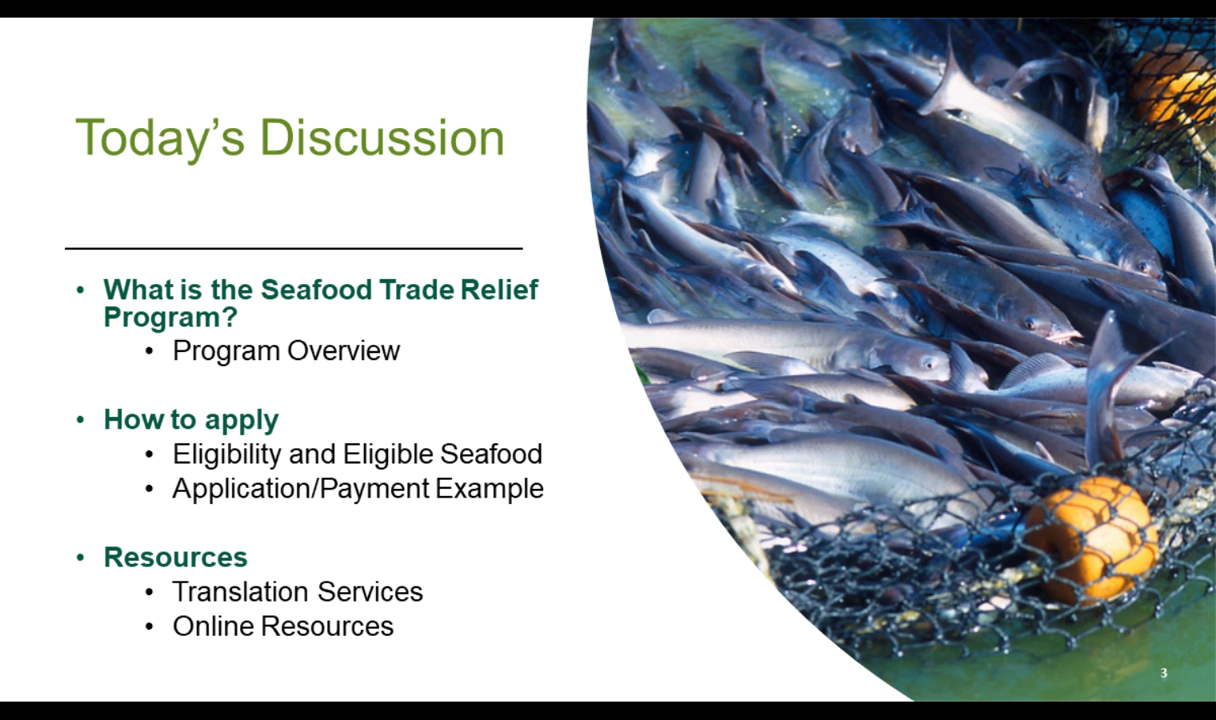 Today’s Discussion
• What is the Seafood Trade Relief
Program?
• Program Overview
• How to apply
• Eligibility and Eligible Seafood
• Application/Payment Example
• Resources
• Translation Services
• Online Resources
3